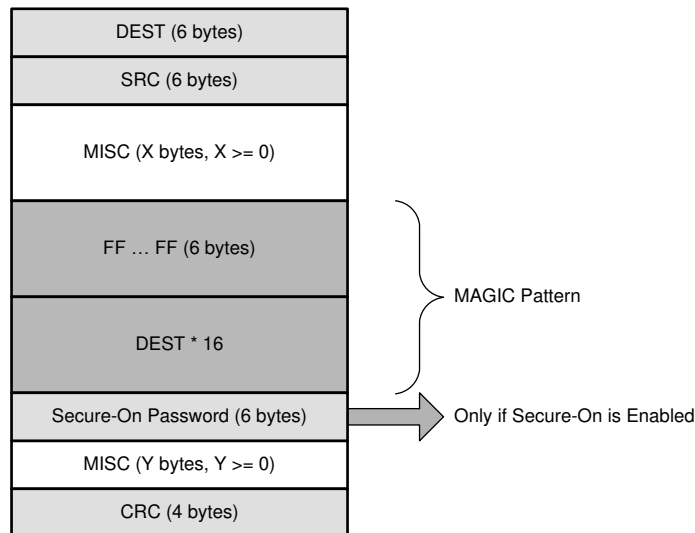 DEST (6 bytes)
SRC (6 bytes)
MISC (X bytes, X >= 0)
FF … FF (6 bytes)
MAGIC Pattern
DEST * 16
Secure-On Password (6 bytes)
Only if Secure-On is Enabled
MISC (Y bytes, Y >= 0)
CRC (4 bytes)